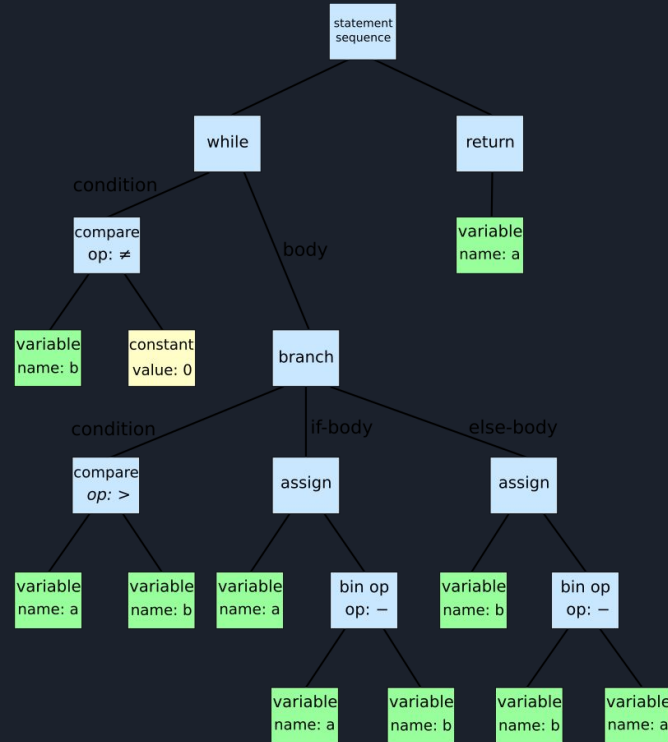 statement
sequence
while
return
condition
compare
op: ≠
variable
name: a
body
variable
name: b
constant
value: 0
branch
condition
if-body
else-body
compare
op: >
assign
assign
variable
name: a
variable
name: b
variable
name: a
bin op
op: −
variable
name: b
bin op
op: −
variable
name: a
variable
name: b
variable
name: b
variable
name: a